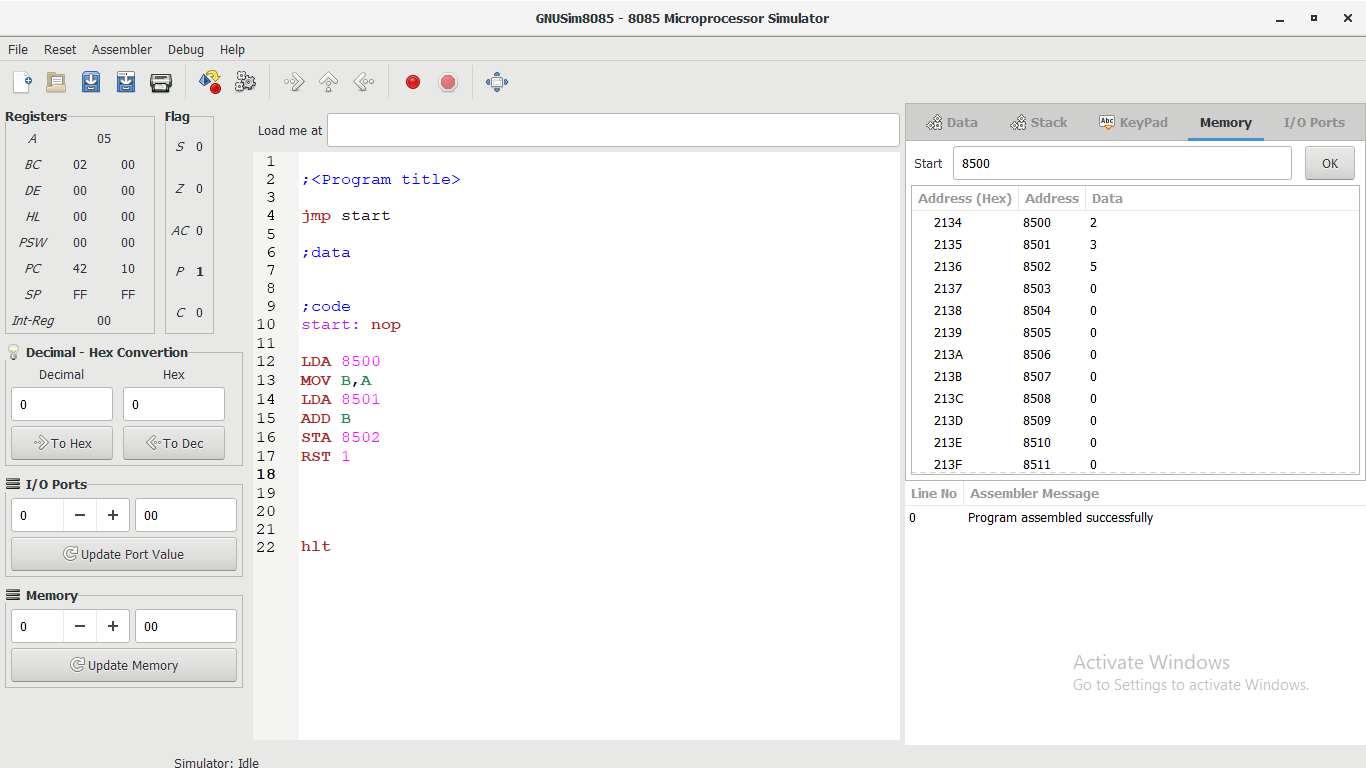 GNUSim8085 - 8085 Microprocessor Simulator
File Reset Assembler Debug Help
Registers
A 05
BC 02 00
DE 00 00
HL 00 00
PSW 00 00
PC 42 10
SP FF FF
Int-Reg 00
Flag
S 0
Z 0
AC 0
P 1
C 0
Decimal - Hex Convertion
Decimal Hex
0 0
To Hex To Dec
I/O Ports
0 − + 00
Update Port Value
Memory
0 − + 00
Update Memory
Load me at
1
2 ;<Program title>
3
4 jmp start
5
6 ;data
7
8
9 ;code
10 start: nop
11
12 LDA 8500
13 MOV B,A
14 LDA 8501
15 ADD B
16 STA 8502
17 RST 1
18
19
20
21
22 hlt
Data Stack Abc KeyPad Memory I/O Ports
Start 8500 OK
Address (Hex) Address Data
2134 8500 2
2135 8501 3
2136 8502 5
2137 8503 0
2138 8504 0
2139 8505 0
213A 8506 0
213B 8507 0
213C 8508 0
213D 8509 0
213E 8510 0
213F 8511 0
Line No Assembler Message
0 Program assembled successfully
Activate Windows
Go to Settings to activate Windows.
Simulator: Idle